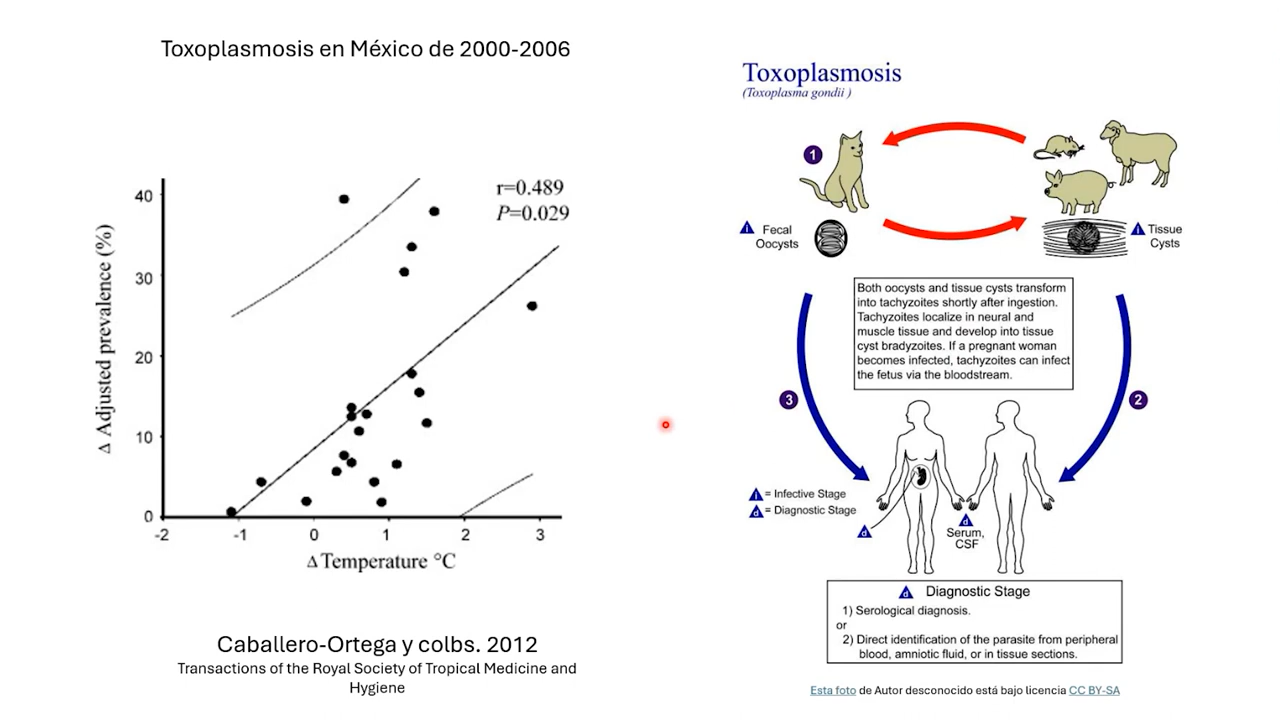 Toxoplasmosis en México de 2000-2006
r=0.489
P=0.029
40
30
20
10
0
Δ Adjusted prevalence (%)
-2
-1
0
1
2
3
Δ Temperature °C
Caballero-Ortega y colbs. 2012
Transactions of the Royal Society of Tropical Medicine and
Hygiene
Toxoplasmosis
(Toxoplasma gondii )
1
i
Fecal
Oocysts
i
Tissue
Cysts
Both oocysts and tissue cysts transform
into tachyzoites shortly after ingestion.
Tachyzoites localize in neural and
muscle tissue and develop into tissue
cyst bradyzoites. If a pregnant woman
becomes infected, tachyzoites can infect
the fetus via the bloodstream.
3
2
i = Infective Stage
d = Diagnostic Stage
d
d
Serum,
CSF
d Diagnostic Stage
1) Serological diagnosis.
or
2) Direct identification of the parasite from peripheral
blood, amniotic fluid, or in tissue sections.
Esta foto de Autor desconocido está bajo licencia CC BY-SA